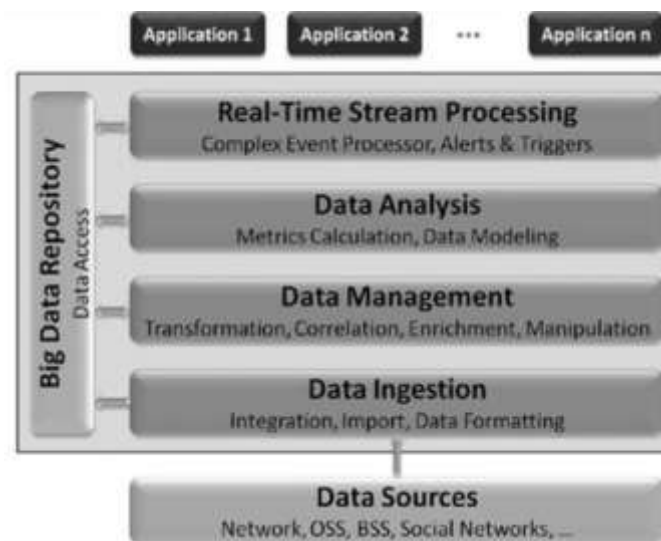 Application 1
Application 2
...
Application n
Big Data Repository
Data Access
Real-Time Stream Processing
Complex Event Processor, Alerts & Triggers
Data Analysis
Metrics Calculation, Data Modeling
Data Management
Transformation, Correlation, Enrichment, Manipulation
Data Ingestion
Integration, Import, Data Formatting
Data Sources
Network, OSS, BSS, Social Networks, ...